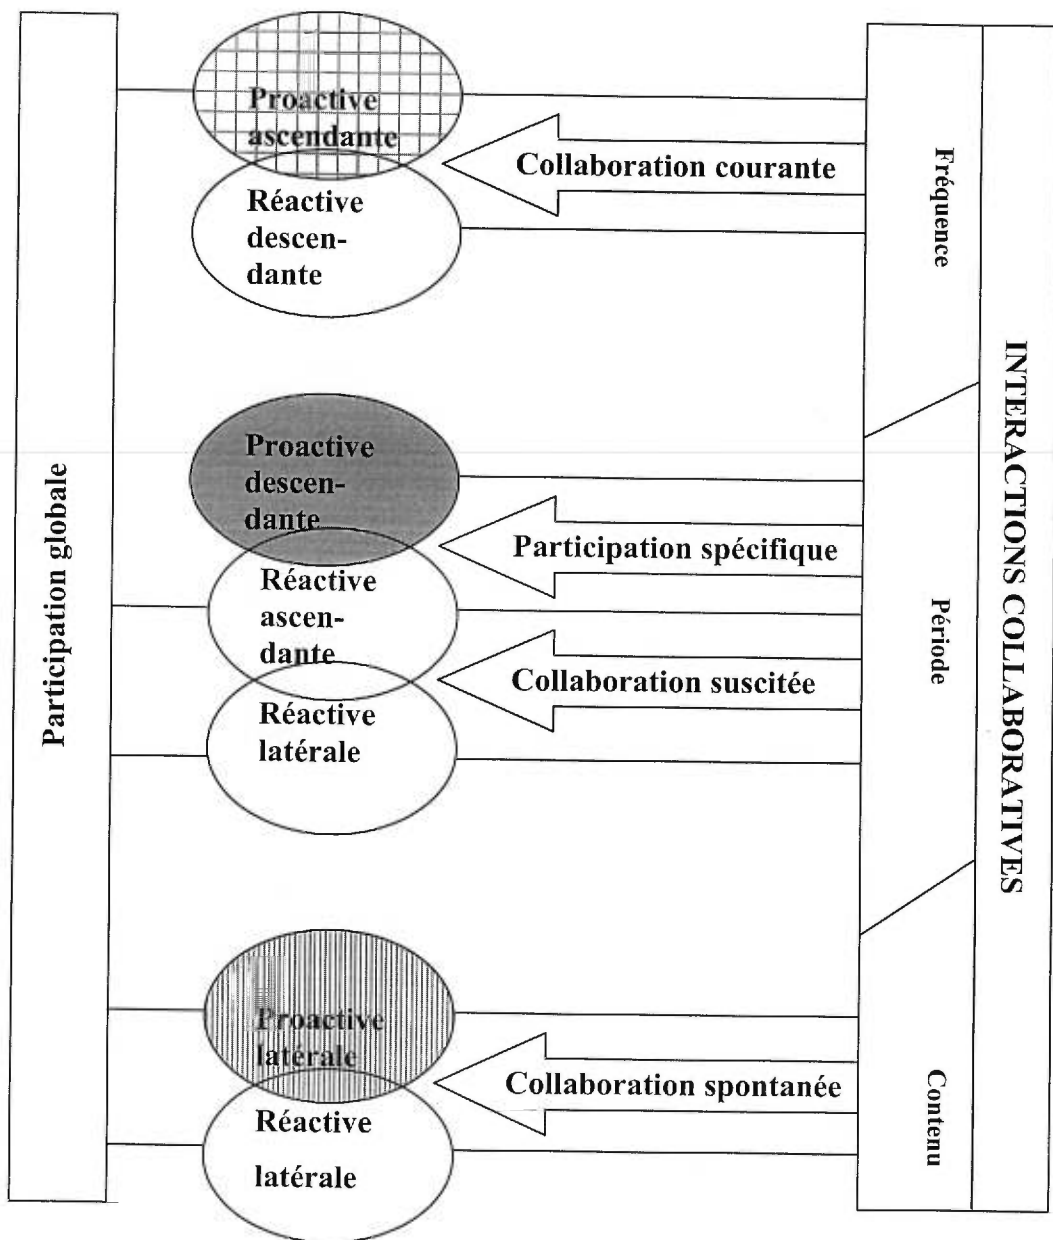 Participation globale
Proactive
ascendante
Réactive
descen-
dante
Collaboration courante
Proactive
descen-
dante
Réactive
ascen-
dante
Réactive
latérale
Participation spécifique
Collaboration suscitée
Proactive
latérale
Réactive
latérale
Collaboration spontanée
Fréquence
Période
Contenu
INTERACTIONS COLLABORATIVES